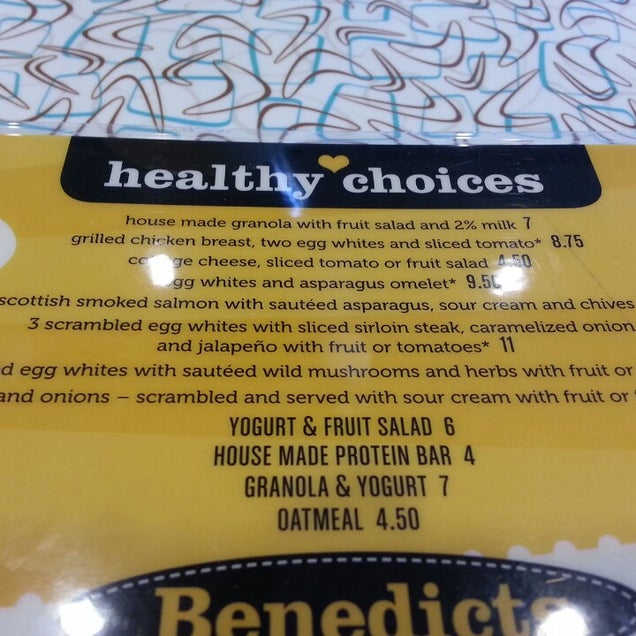 healthy choices
house made granola with fruit salad and 2% milk 7
grilled chicken breast, two egg whites and sliced tomato* 8.75
cottage cheese, sliced tomato or fruit salad 4.50
egg whites and asparagus omelet* 9.50
scottish smoked salmon with sautéed asparagus, sour cream and chives
3 scrambled egg whites with sliced sirloin steak, caramelized onion
and jalapeño with fruit or tomatoes* 11
egg whites with sautéed wild mushrooms and herbs with fruit or
and onions – scrambled and served with sour cream with fruit or
YOGURT & FRUIT SALAD 6
HOUSE MADE PROTEIN BAR 4
GRANOLA & YOGURT 7
OATMEAL 4.50
Benedicts